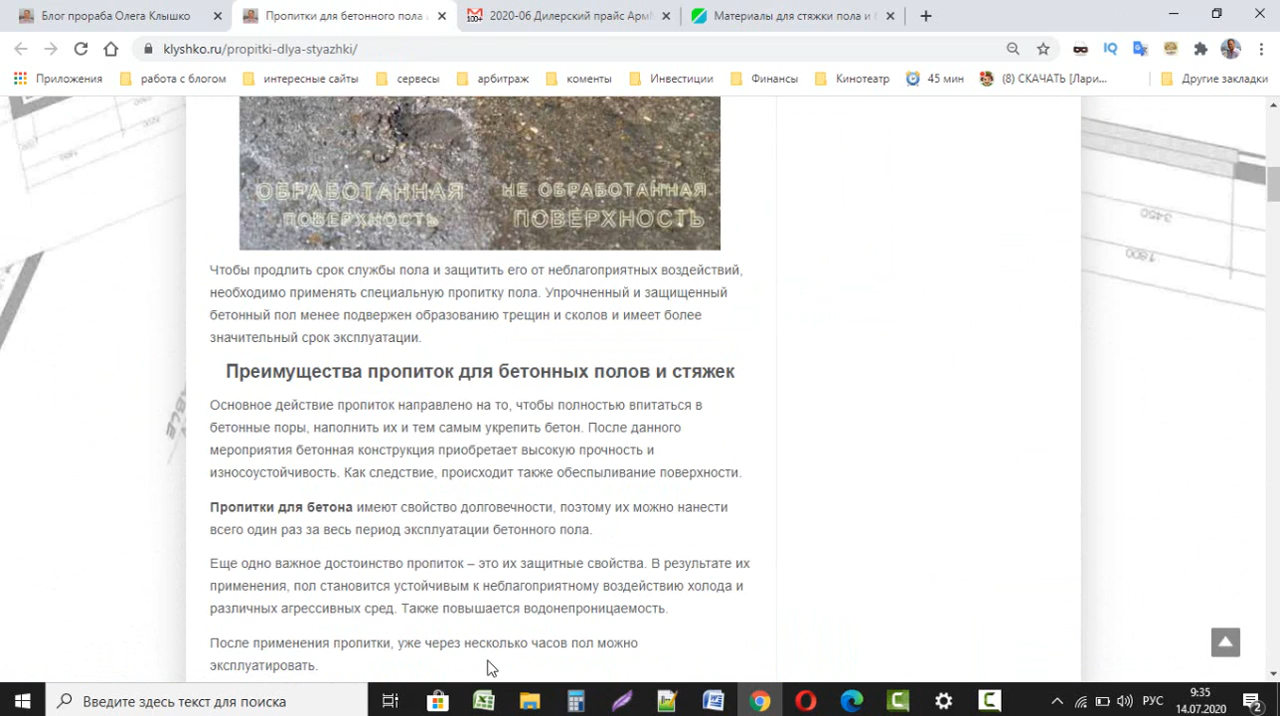 Блог прораба Олега Клышко
Пропитки для бетонного пола
2020-06 Дилерский прайс Арм
Материалы для стяжки пола и б
klyshko.ru/propitki-dlya-styazhki/
Приложения
работа с блогом
интересные сайты
сервесы
арбитраж
коменты
Инвестиции
Финансы
Кинотеатр
45 мин
(8) СКАЧАТЬ [Лари...
Другие закладки
ОБРАБОТАННАЯ ПОВЕРХНОСТЬ
НЕ ОБРАБОТАННАЯ ПОВЕРХНОСТЬ
3450
1.800
Чтобы продлить срок службы пола и защитить его от неблагоприятных воздействий,
необходимо применять специальную пропитку пола. Упрочненный и защищенный
бетонный пол менее подвержен образованию трещин и сколов и имеет более
значительный срок эксплуатации.
Преимущества пропиток для бетонных полов и стяжек
Основное действие пропиток направлено на то, чтобы полностью впитаться в
бетонные поры, наполнить их и тем самым укрепить бетон. После данного
мероприятия бетонная конструкция приобретает высокую прочность и
износоустойчивость. Как следствие, происходит также обеспыливание поверхности.
Пропитки для бетона имеют свойство долговечности, поэтому их можно нанести
всего один раз за весь период эксплуатации бетонного пола.
Еще одно важное достоинство пропиток – это их защитные свойства. В результате их
применения, пол становится устойчивым к неблагоприятному воздействию холода и
различных агрессивных сред. Также повышается водонепроницаемость.
После применения пропитки, уже через несколько часов пол можно
эксплуатировать.
Введите здесь текст для поиска
РУС
9:35
14.07.2020
2